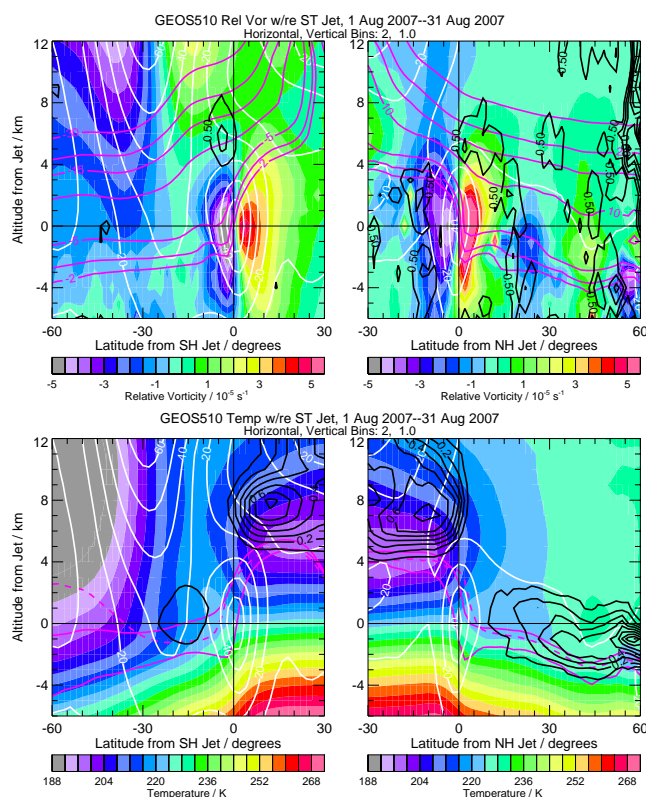 GEOS510 Rel Vor w/re ST Jet, 1 Aug 2007--31 Aug 2007
Horizontal, Vertical Bins: 2, 1.0
Altitude from Jet / km
12
8
4
0
-4
-60 -30 0 30
-30 0 30 60
Latitude from SH Jet / degrees
Latitude from NH Jet / degrees
-5 -3 -1 1 3 5
-5 -3 -1 1 3 5
Relative Vorticity / 10⁻⁵ s⁻¹
Relative Vorticity / 10⁻⁵ s⁻¹
GEOS510 Temp w/re ST Jet, 1 Aug 2007--31 Aug 2007
Horizontal, Vertical Bins: 2, 1.0
Altitude from Jet / km
12
8
4
0
-4
-60 -30 0 30
-30 0 30 60
Latitude from SH Jet / degrees
Latitude from NH Jet / degrees
188 204 220 236 252 268
188 204 220 236 252 268
Temperature / K
Temperature / K